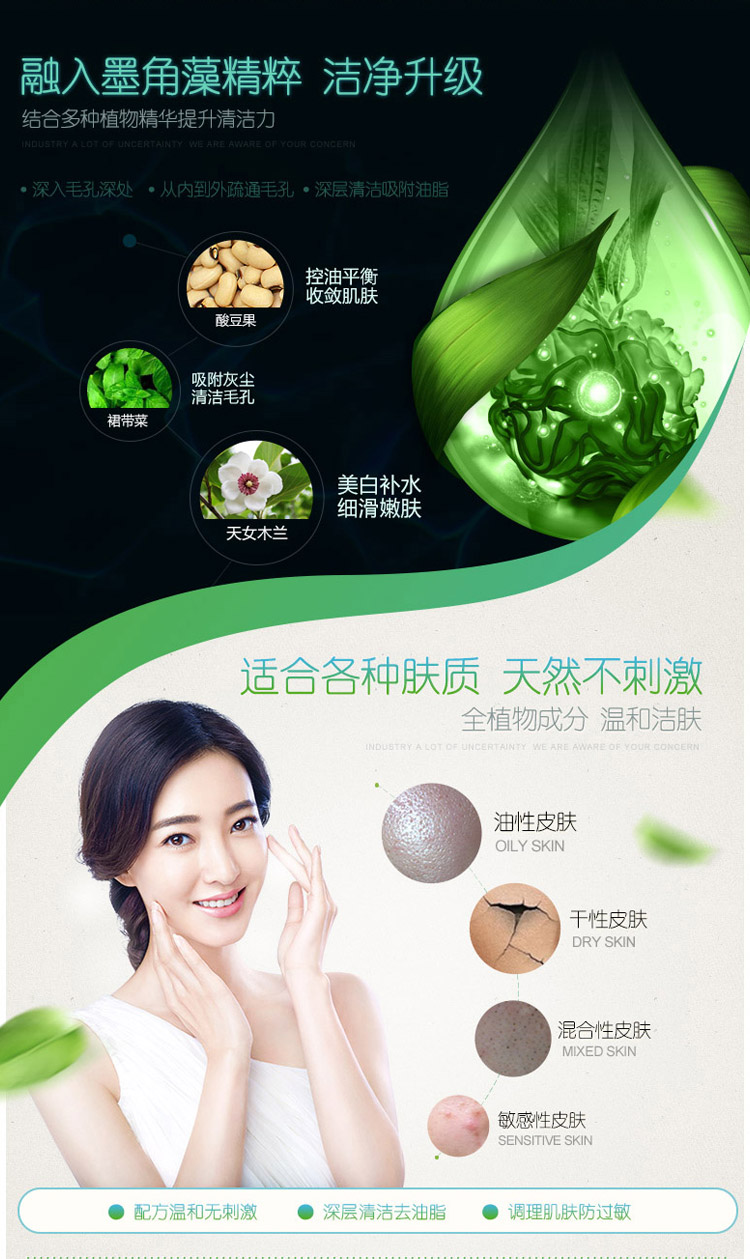 融入墨角藻精粹 洁净升级
结合多种植物精华提升清洁力
INDUSTRY A LOT OF UNCERTAINTY WE ARE AWARE OF YOUR CONCERN
• 深入毛孔深处 • 从内到外疏通毛孔 • 深层清洁吸附油脂
控油平衡
收敛肌肤
酸豆果
吸附灰尘
清洁毛孔
裙带菜
美白补水
细滑嫩肤
天女木兰
适合各种肤质 天然不刺激
全植物成分 温和洁肤
INDUSTRY A LOT OF UNCERTAINTY WE ARE AWARE OF YOUR CONCERN
油性皮肤
OILY SKIN
干性皮肤
DRY SKIN
混合性皮肤
MIXED SKIN
敏感性皮肤
SENSITIVE SKIN
配方温和无刺激 深层清洁去油脂 调理肌肤防过敏